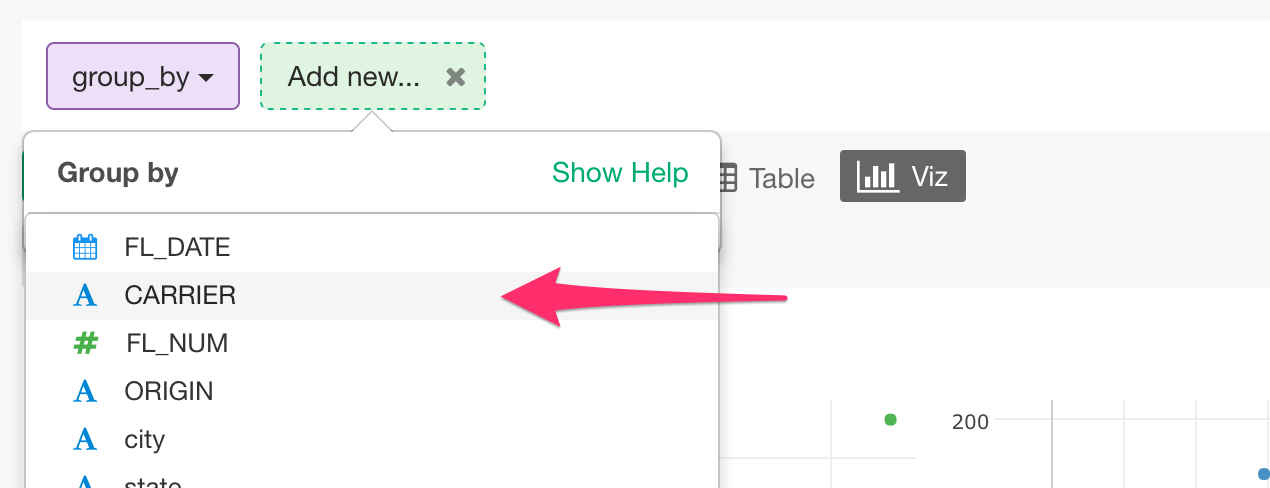 group_by Add new...
Group by Show Help
Table Viz
FL_DATE
CARRIER
# FL_NUM
ORIGIN
200
city
state